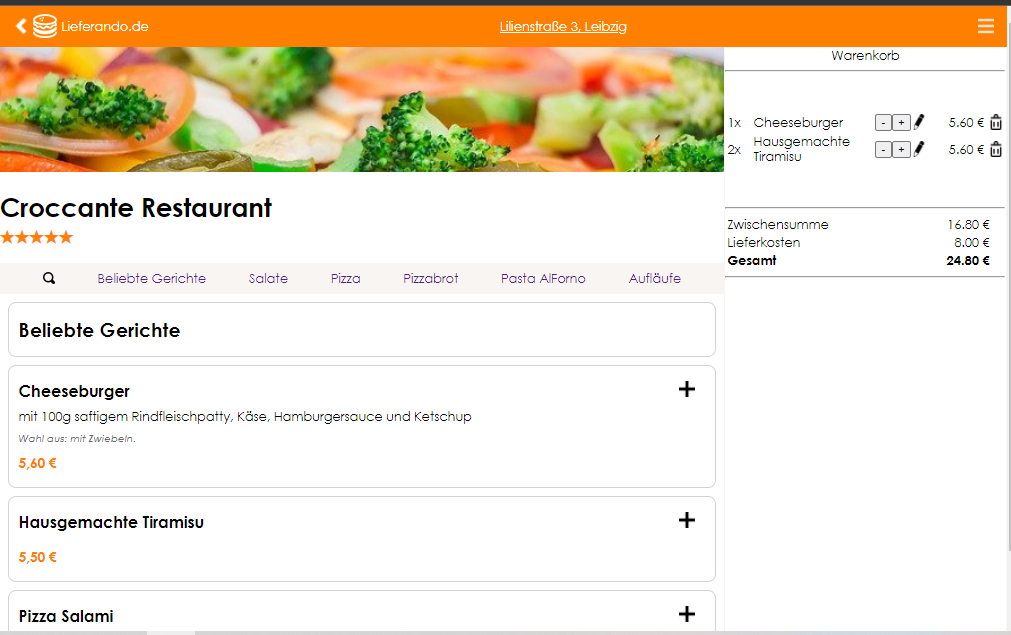 Lieferando.de
Lilienstraße 3, Leibzig
Croccante Restaurant
Beliebte Gerichte Salate Pizza Pizzabrot Pasta AlForno Aufläufe
Beliebte Gerichte
Cheeseburger
mit 100g saftigem Rindfleischpatty, Käse, Hamburgersauce und Ketschup
Wahl aus: mit Zwiebeln.
5,60 €
Hausgemachte Tiramisu
5,50 €
Pizza Salami
Warenkorb
1x Cheeseburger - + 5.60 €
2x Hausgemachte
Tiramisu - + 5.60 €
Zwischensumme 16.80 €
Lieferkosten 8.00 €
Gesamt 24.80 €